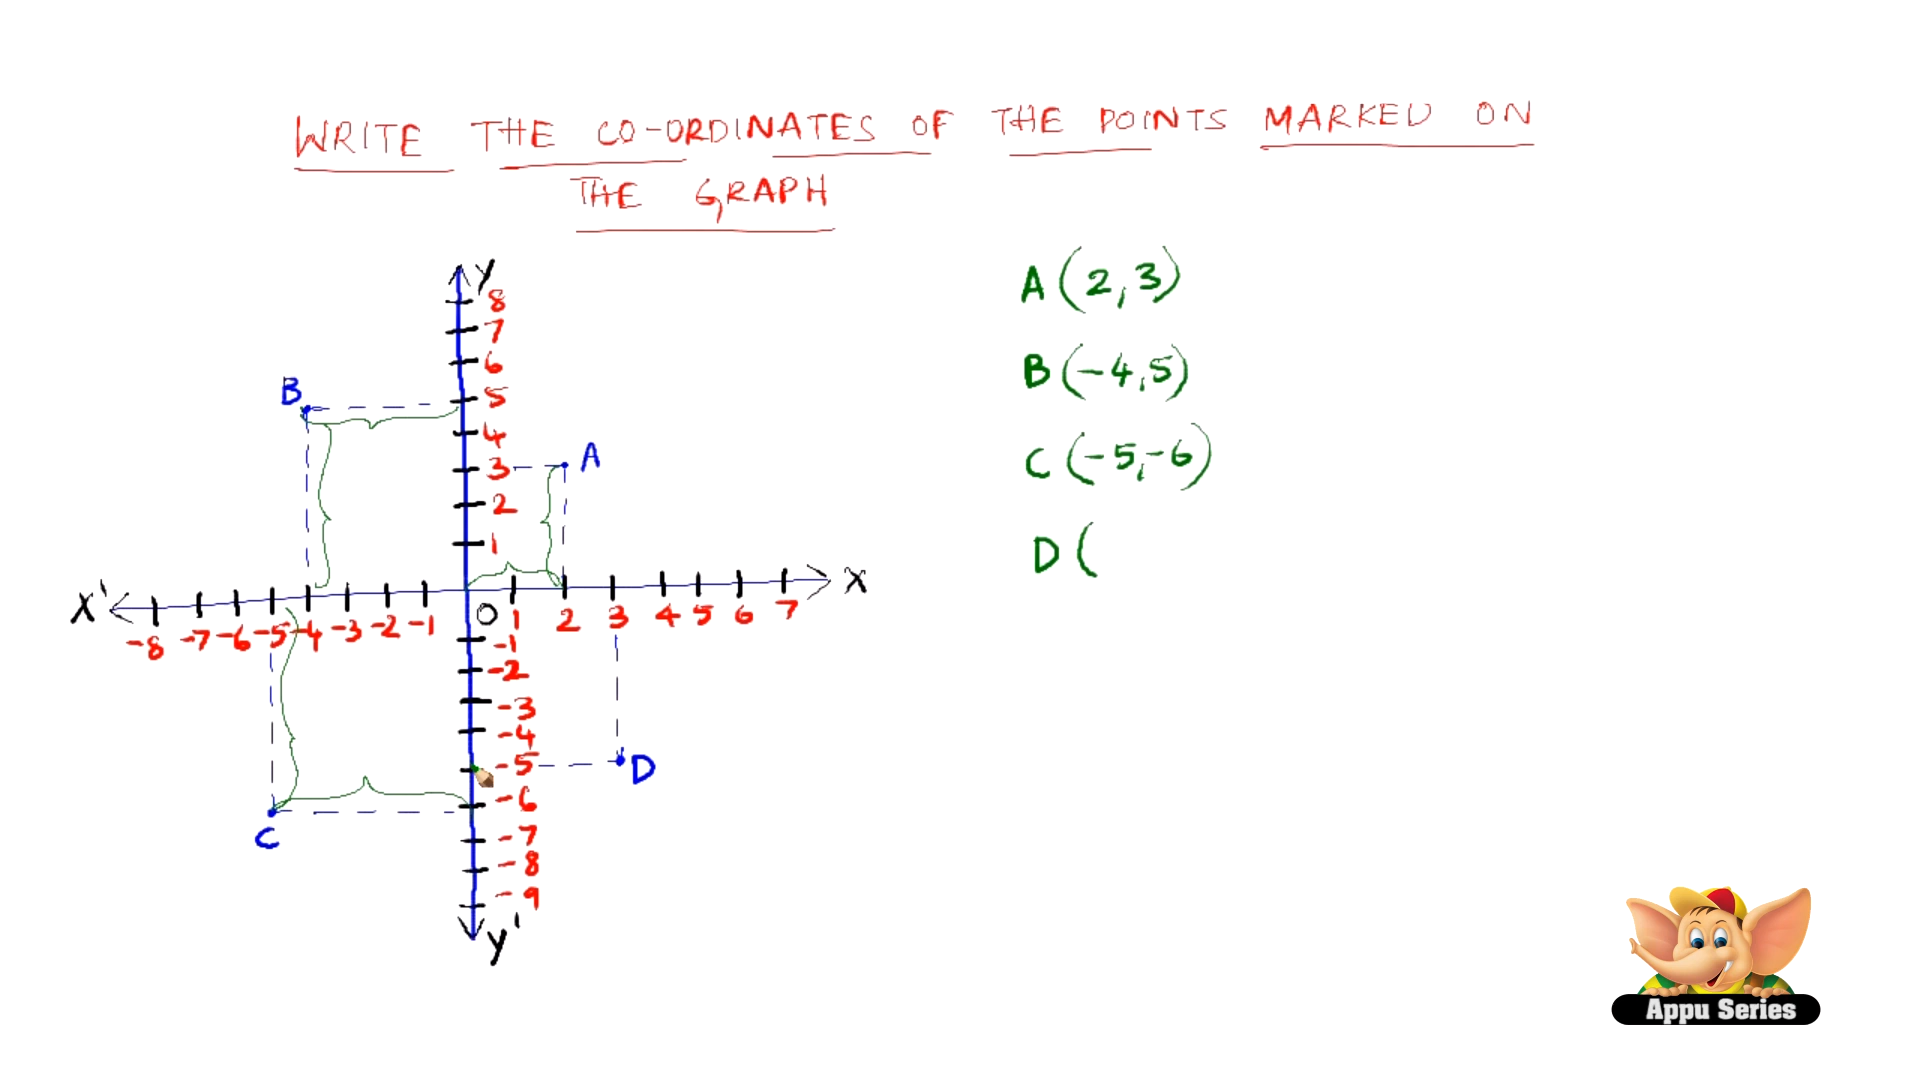 WRITE THE CO-ORDINATES OF THE POINTS MARKED ON
THE GRAPH
A (2,3)
B (-4,5)
C (-5,-6)
D (
Y
8
7
6
B
5
4
A
3
2
1
X' X
-8 -7 -6 -5 -4 -3 -2 -1 O 1 2 3 4 5 6 7
-1
-2
-3
-4
-5 D
-6
C
-7
-8
-9
Y'
Appu Series